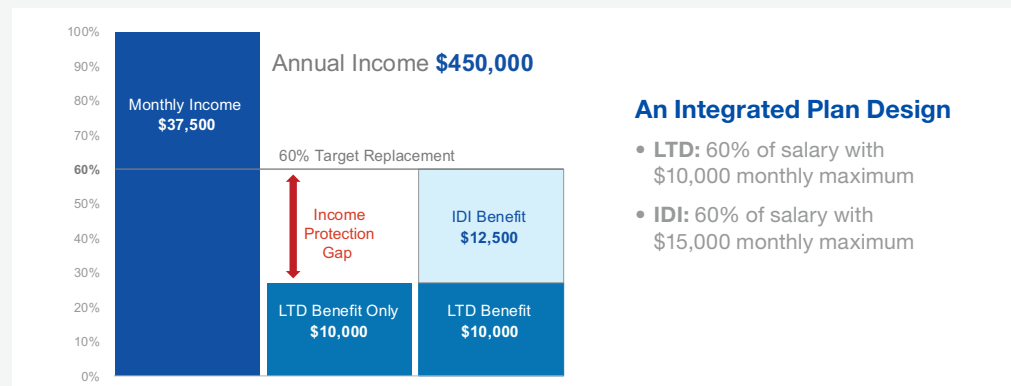 100%
90%
80%
70%
60%
50%
40%
30%
20%
10%
0%
Annual Income $450,000
Monthly Income
$37,500
60% Target Replacement
Income
Protection
Gap
LTD Benefit Only
$10,000
IDI Benefit
$12,500
LTD Benefit
$10,000
An Integrated Plan Design
• LTD: 60% of salary with
$10,000 monthly maximum
• IDI: 60% of salary with
$15,000 monthly maximum